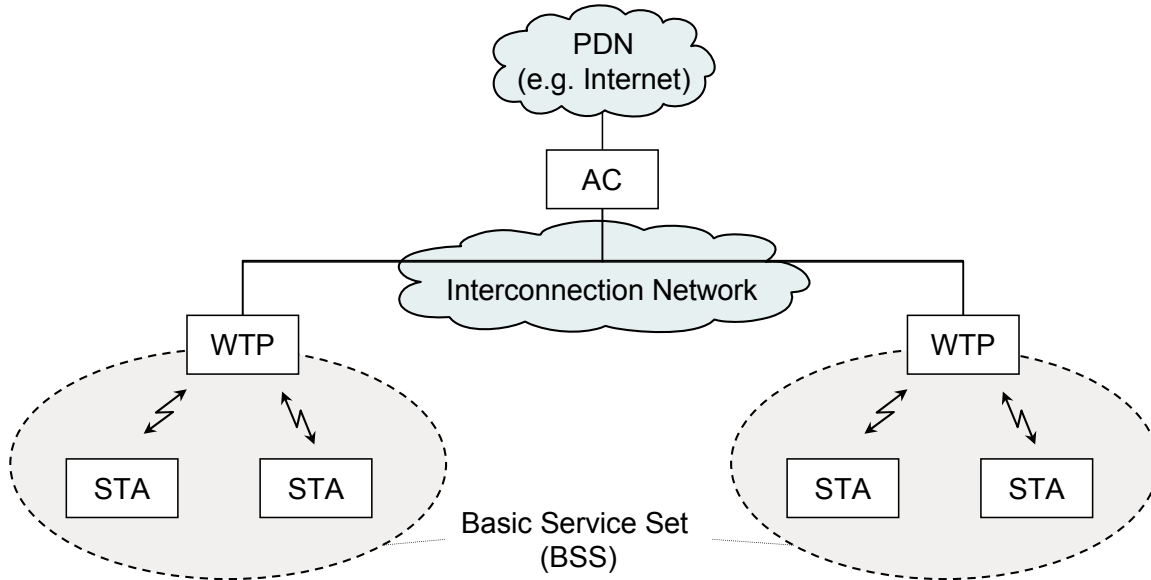 PDN
(e.g. Internet)
AC
Interconnection Network
WTP
WTP
STA
STA
STA
STA
Basic Service Set
(BSS)